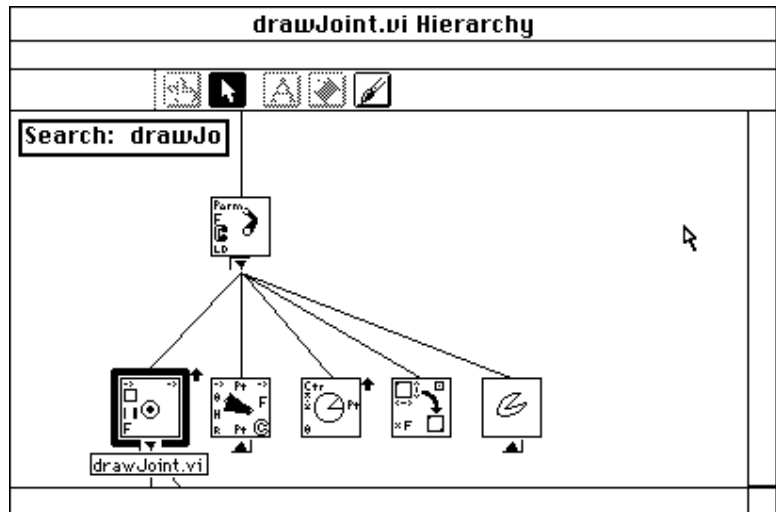 drawJoint.vi Hierarchy
Search: drawJo
Parm
F
LD
-> ->
F
-> Pt ->
θ F
H
R Pt C
Ctr
Pt
θ
<->
×F
drawJoint.vi